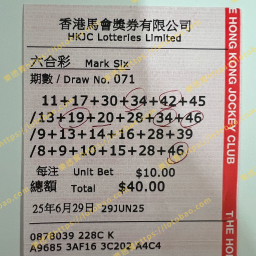 香港馬會獎券有限公司
HKJC Lotteries Limited
六合彩 Mark Six
期數 / Draw No. 071
11+17+30+34+42+45
/13+19+20+28+34+46
/9+13+14+16+28+39
/8+9+10+15+28+46
每注 Unit Bet $10.00
總額 Total $40.00
25年6月29日 29JUN25
0878039 228C K
A9685 3AF16 3C202 A4C4
THE HONG KONG JOCKEY CLUB
THE HO